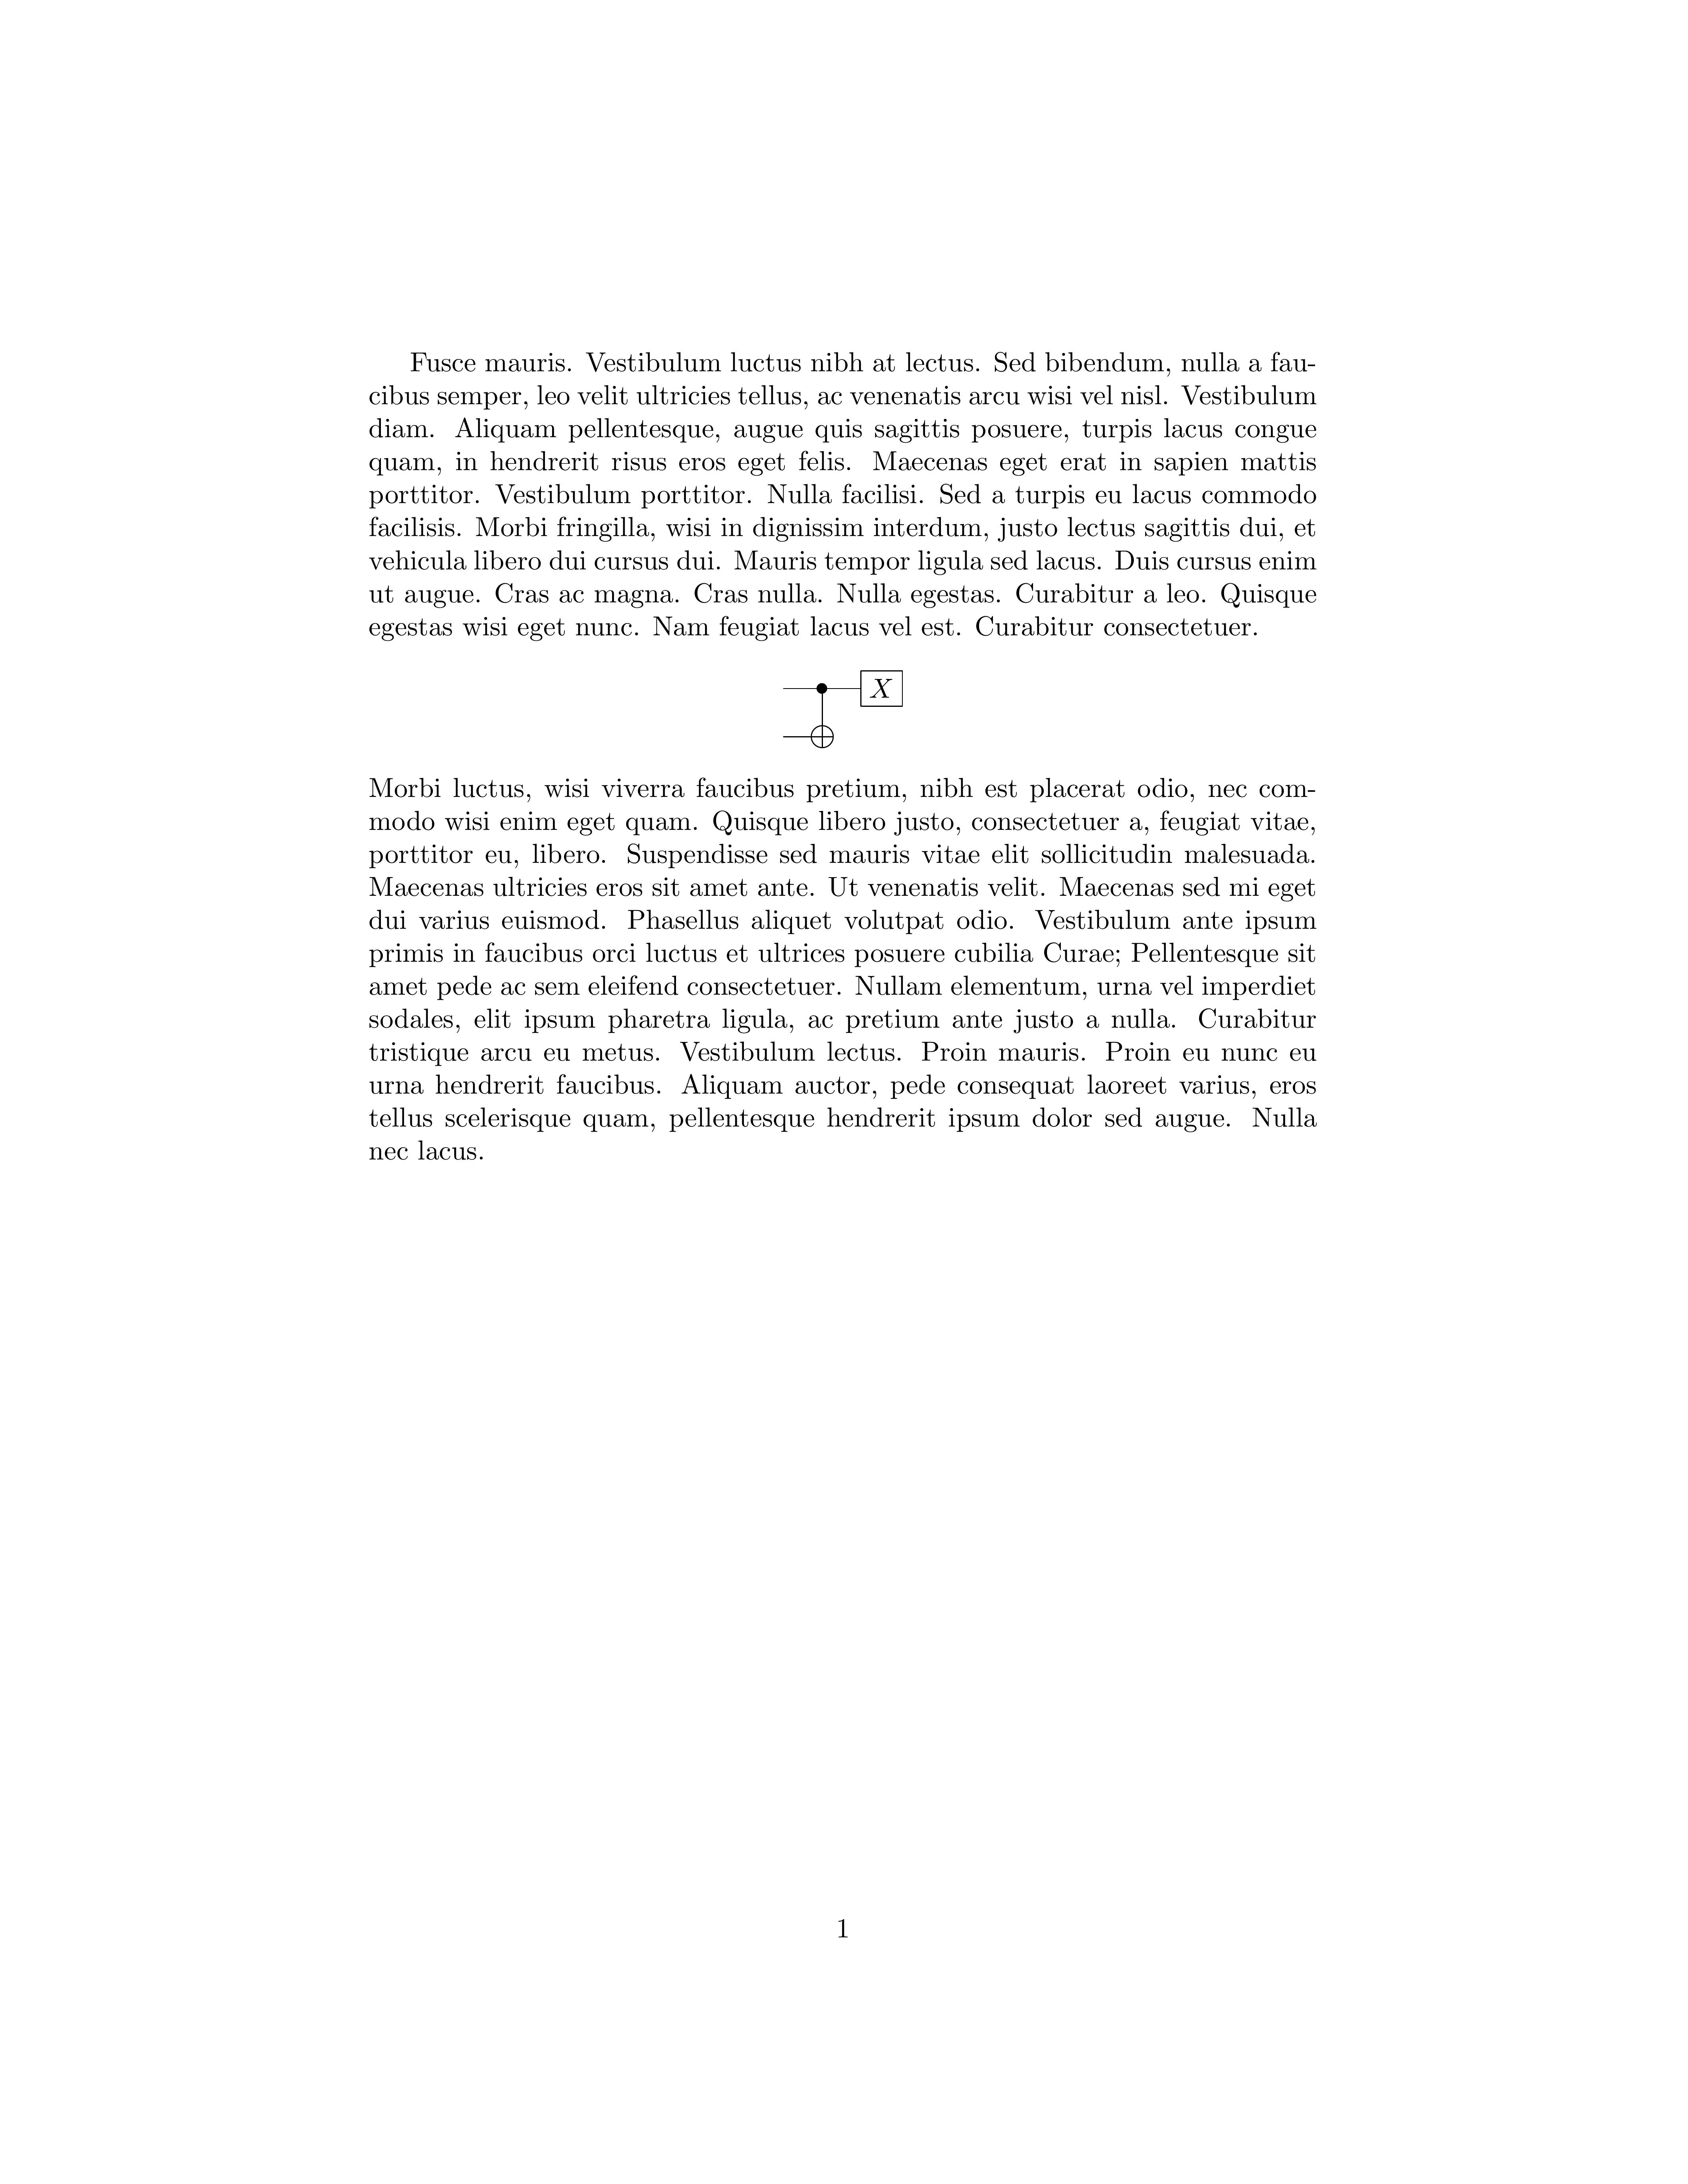 Fusce mauris. Vestibulum luctus nibh at lectus. Sed bibendum, nulla a fau-
cibus semper, leo velit ultricies tellus, ac venenatis arcu wisi vel nisl. Vestibulum
diam. Aliquam pellentesque, augue quis sagittis posuere, turpis lacus congue
quam, in hendrerit risus eros eget felis. Maecenas eget erat in sapien mattis
porttitor. Vestibulum porttitor. Nulla facilisi. Sed a turpis eu lacus commodo
facilisis. Morbi fringilla, wisi in dignissim interdum, justo lectus sagittis dui, et
vehicula libero dui cursus dui. Mauris tempor ligula sed lacus. Duis cursus enim
ut augue. Cras ac magna. Cras nulla. Nulla egestas. Curabitur a leo. Quisque
egestas wisi eget nunc. Nam feugiat lacus vel est. Curabitur consectetuer.
X
Morbi luctus, wisi viverra faucibus pretium, nibh est placerat odio, nec com-
modo wisi enim eget quam. Quisque libero justo, consectetuer a, feugiat vitae,
porttitor eu, libero. Suspendisse sed mauris vitae elit sollicitudin malesuada.
Maecenas ultricies eros sit amet ante. Ut venenatis velit. Maecenas sed mi eget
dui varius euismod. Phasellus aliquet volutpat odio. Vestibulum ante ipsum
primis in faucibus orci luctus et ultrices posuere cubilia Curae; Pellentesque sit
amet pede ac sem eleifend consectetuer. Nullam elementum, urna vel imperdiet
sodales, elit ipsum pharetra ligula, ac pretium ante justo a nulla. Curabitur
tristique arcu eu metus. Vestibulum lectus. Proin mauris. Proin eu nunc eu
urna hendrerit faucibus. Aliquam auctor, pede consequat laoreet varius, eros
tellus scelerisque quam, pellentesque hendrerit ipsum dolor sed augue. Nulla
nec lacus.
1